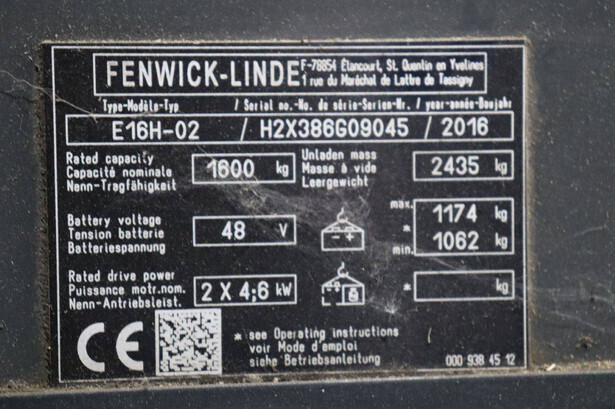 FENWICK-LINDE F-78854 Élancourt, St. Quentin en Yvelines
1 rue du Maréchal de Lattre de Tassigny
Type-Modèle-Typ / Serial no.-No. de série-Serien-Nr. / year-année-Baujahr
E16H-02 / H2X386G09045 / 2016
Rated capacity
Capacité nominale
Nenn-Tragfähigkeit
1600 kg
Unladen mass
Masse à vide
Leergewicht
2435 kg
Battery voltage
Tension batterie
Batteriespannung
48 V
max. 1174 kg
*
min. 1062 kg
Rated drive power
Puissance motr.nom.
Nenn-Antriebsleist.
2 X 4;6 kW
* kg
CE
* see Operating instructions
voir Mode d'emploi
siehe Betriebsanleitung
000 938 45 12